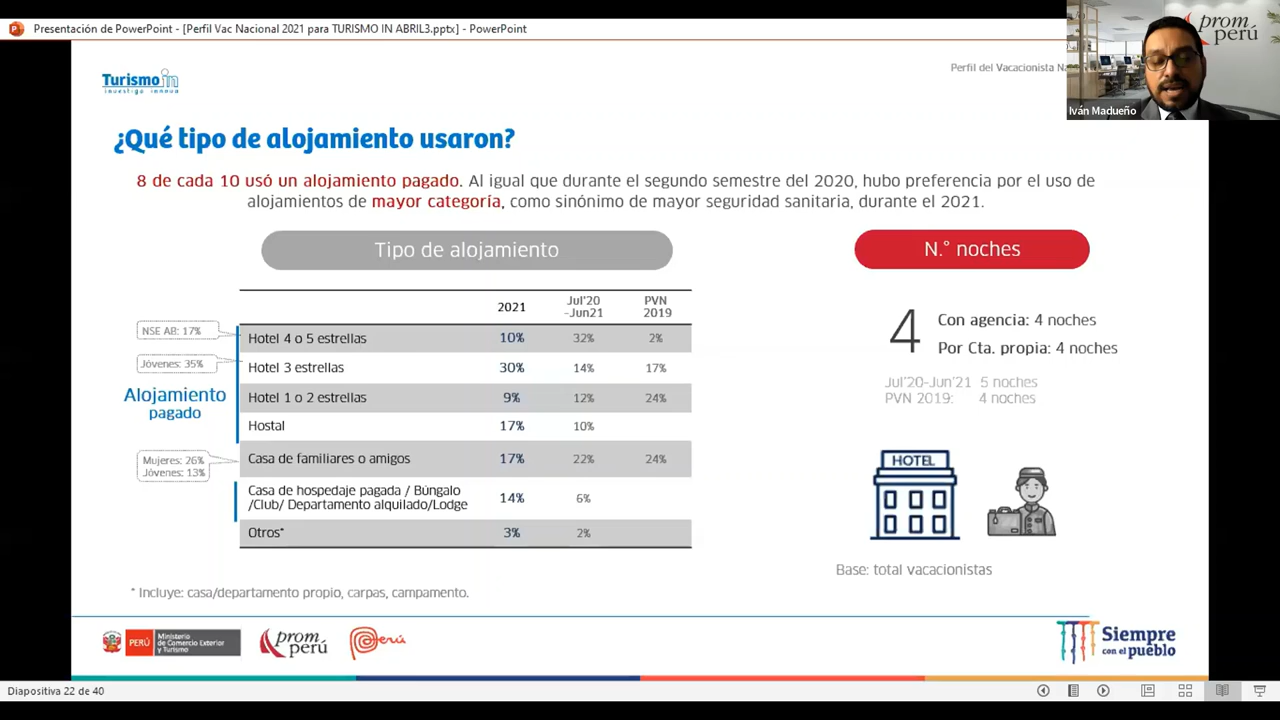 Presentación de PowerPoint - [Perfil Vac Nacional 2021 para TURISMO IN ABRIL3.pptx] - PowerPoint
prom
perú
Iván Madueño
Turismo in
investiga innova
Perfil del Vacacionista
¿Qué tipo de alojamiento usaron?
8 de cada 10 usó un alojamiento pagado. Al igual que durante el segundo semestre del 2020, hubo preferencia por el uso de
alojamientos de mayor categoría, como sinónimo de mayor seguridad sanitaria, durante el 2021.
Tipo de alojamiento
N.° noches
2021
Jul'20
-Jun21
PVN
2019
NSE AB: 17%
Hotel 4 o 5 estrellas 10% 32% 2%
Jóvenes: 35%
Hotel 3 estrellas 30% 14% 17%
Alojamiento
pagado
Hotel 1 o 2 estrellas 9% 12% 24%
Hostal 17% 10%
Mujeres: 26%
Jóvenes: 13%
Casa de familiares o amigos 17% 22% 24%
Casa de hospedaje pagada / Búngalo
/Club/ Departamento alquilado/Lodge 14% 6%
Otros* 3% 2%
4
Con agencia: 4 noches
Por Cta. propia: 4 noches
Jul'20-Jun'21 5 noches
PVN 2019: 4 noches
HOTEL
Base: total vacacionistas
* Incluye: casa/departamento propio, carpas, campamento.
PERÚ
Ministerio
de Comercio Exterior
y Turismo
prom
perú
Perú
Siempre
con el pueblo
Diapositiva 22 de 40